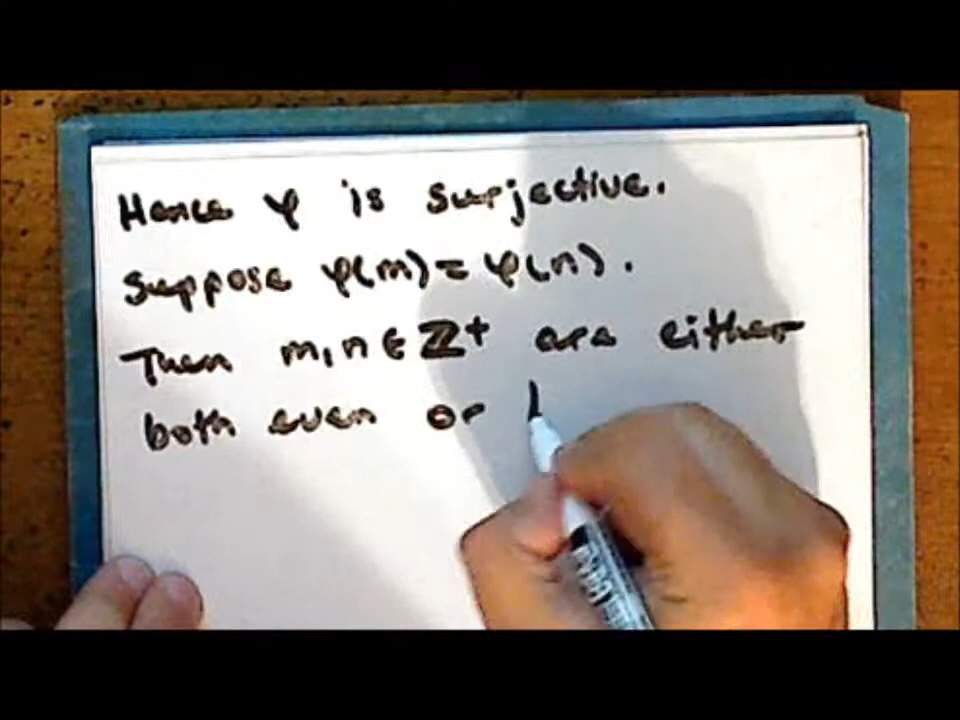 Hence φ is surjective.
Suppose φ(m)=φ(n).
Then m,n∈ℤ⁺ are either
both even or